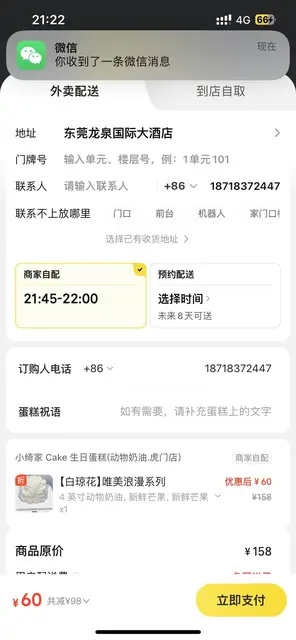 21:22
4G
66
微信
现在
你收到了一条微信消息
外卖配送
到店自取
地址
东莞龙泉国际大酒店
门牌号
输入单元、楼层号，例：1单元101
联系人
请输入联系人
+86
18718372447
联系不上放哪里
门口
前台
机器人
家门口
选择已有收货地址
商家自配
21:45-22:00
预约配送
选择时间
未来8天可送
订购人电话
+86
18718372447
蛋糕祝语
如有需要，请补充蛋糕上的文字
小绮家 Cake 生日蛋糕(动物奶油.虎门店)
商家自配
折
【白琼花】唯美浪漫系列
优惠后 ¥60
4 英寸动物奶油，新鲜芒果，新鲜芒果
¥158
x1
商品原价
¥158
¥60
共减¥98
立即支付